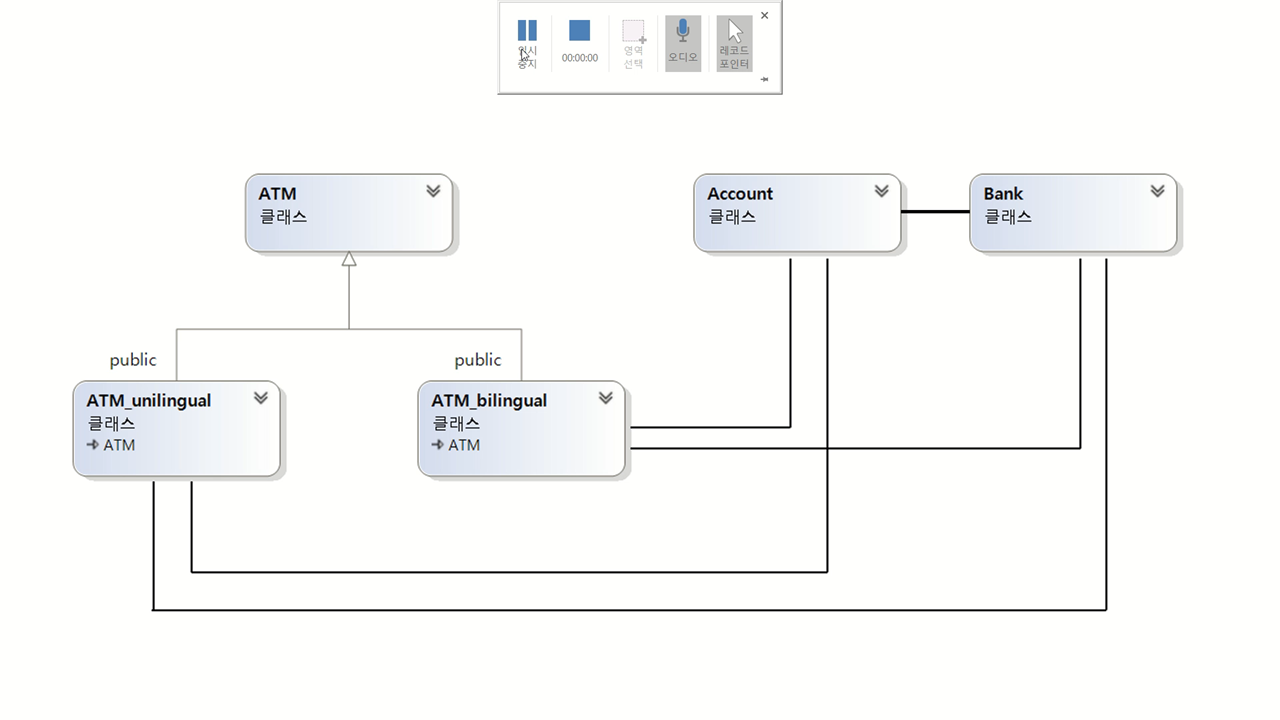 일시
중지
00:00:00
영역
선택
오디오
레코드
포인터
ATM
클래스
Account
클래스
Bank
클래스
public
public
ATM_unilingual
클래스
ATM
ATM_bilingual
클래스
ATM